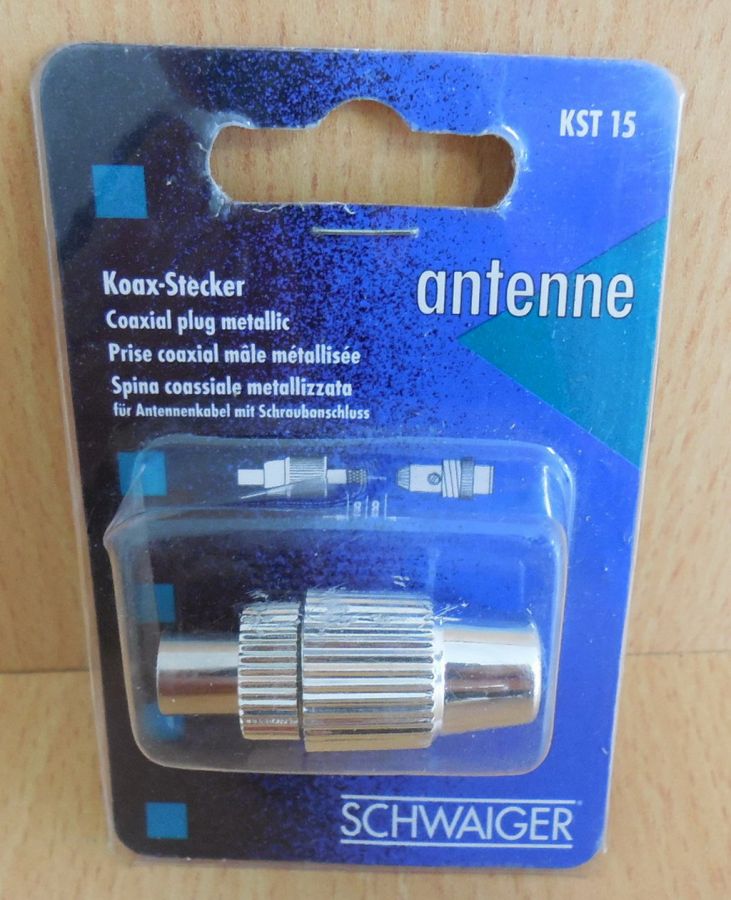 KST 15
antenne
Koax-Stecker
Coaxial plug metallic
Prise coaxial mâle métallisée
Spina coassiale metallizzata
für Antennenkabel mit Schraubanschluss
SCHWAIGER